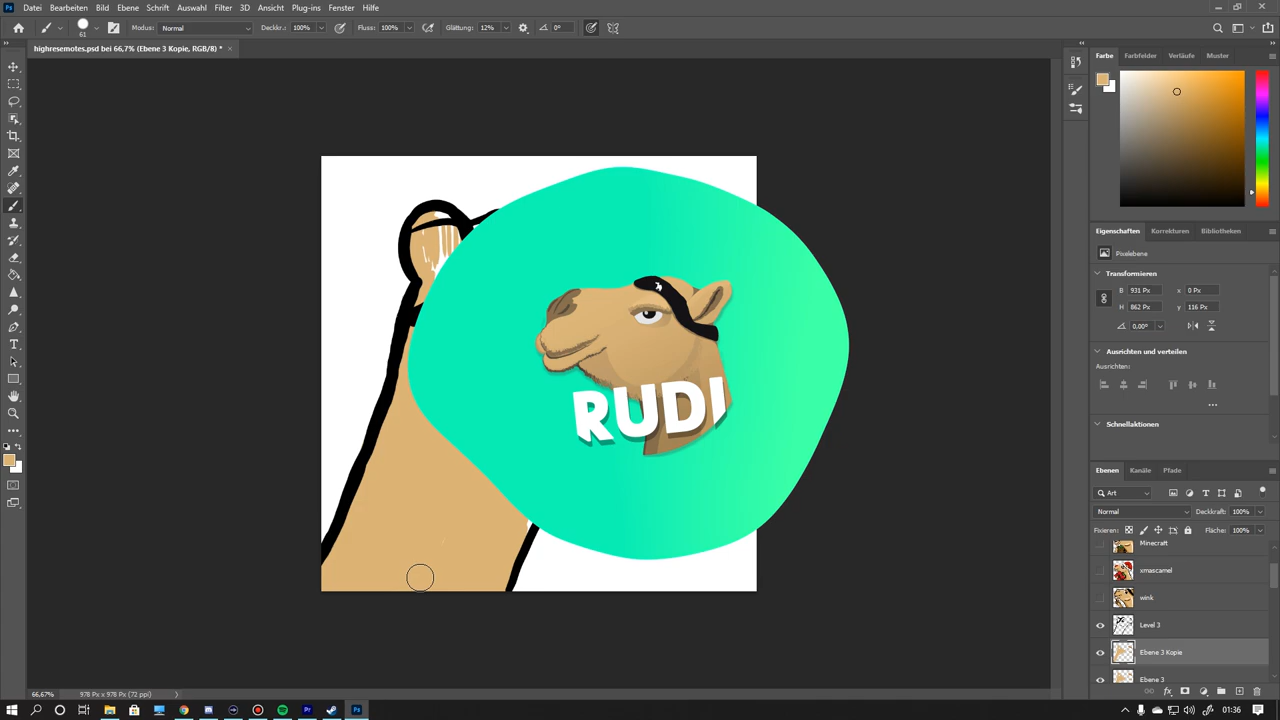 Datei Bearbeiten Bild Ebene Schrift Auswahl Filter 3D Ansicht Plug-ins Fenster Hilfe
61 Modus: Normal Deckkr.: 100% Fluss: 100% Glättung: 12% 0°
highresemotes.psd bei 66,7% (Ebene 3 Kopie, RGB/8) *
Farbe Farbfelder Verläufe Muster
Eigenschaften Korrekturen Bibliotheken
Pixelebene
Transformieren
B 931 Px x 0 Px
H 862 Px y 116 Px
0,00°
Ausrichten und verteilen
Ausrichten:
Schnellaktionen
RUDI
Ebenen Kanäle Pfade
Art
Normal Deckkraft: 100%
Fixieren: Fläche: 100%
Minecraft
xmascamel
wink
Level 3
Ebene 3 Kopie
Ebene 3
66,67% 978 Px x 978 Px (72 ppi)
01:36